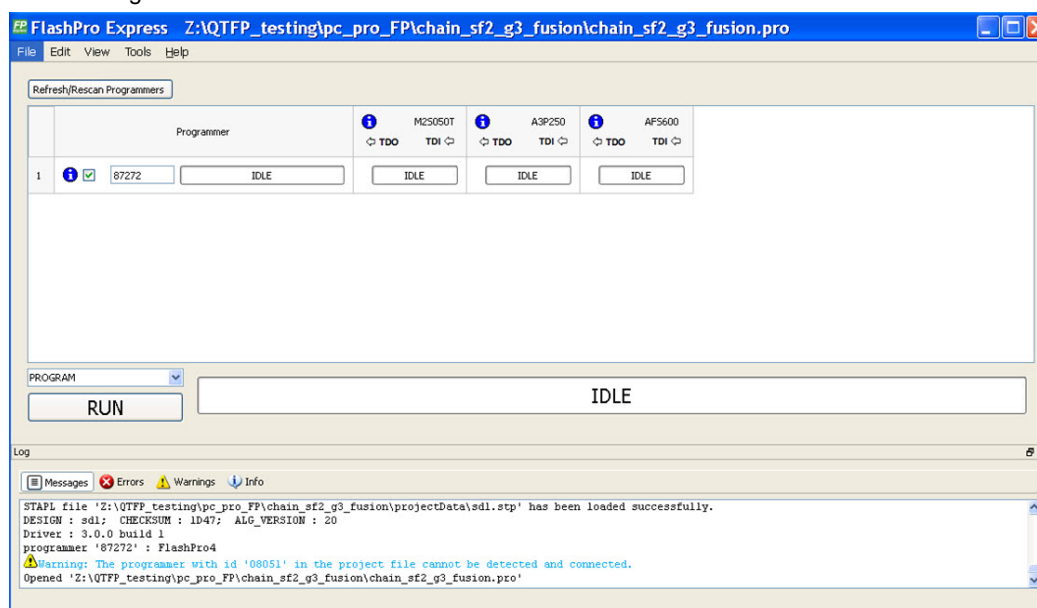 FP FlashPro Express Z:\QTFP_testing\pc_pro_FP\chain_sf2_g3_fusion\chain_sf2_g3_fusion.pro
File Edit View Tools Help
Refresh/Rescan Programmers
Programmer
M2S050T
TDO TDI
A3P250
TDO TDI
AFS600
TDO TDI
1 87272 IDLE IDLE IDLE IDLE
PROGRAM
RUN
IDLE
Log
Messages Errors Warnings Info
STAPL file 'Z:\QTFP_testing\pc_pro_FP\chain_sf2_g3_fusion\projectData\sdl.stp' has been loaded successfully.
DESIGN : sdl; CHECKSUM : 1D47; ALG_VERSION : 20
Driver : 3.0.0 build 1
programmer '87272' : FlashPro4
Warning: The programmer with id '08051' in the project file cannot be detected and connected.
Opened 'Z:\QTFP_testing\pc_pro_FP\chain_sf2_g3_fusion\chain_sf2_g3_fusion.pro'